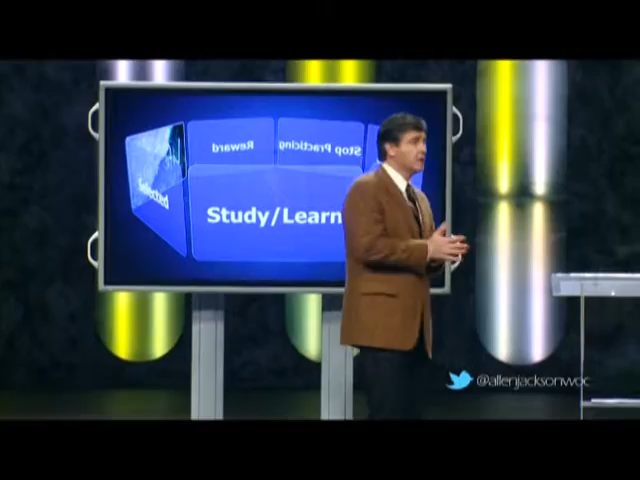 Reward
Stop Practicing
Selected
Study/Learn
@allenjacksonwoc